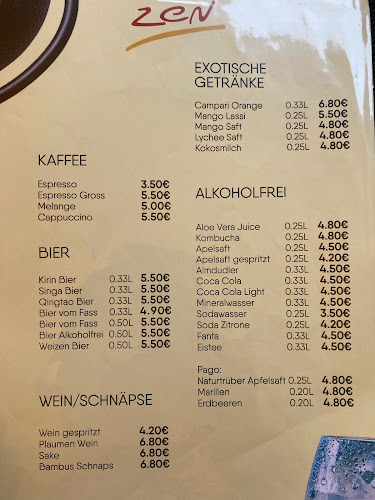 ZEN
EXOTISCHE
GETRÄNKE
Campari Orange 0.33L 6.80€
Mango Lassi 0.25L 5.50€
Mango Saft 0.25L 4.80€
Lychee Saft 0.25L 4.80€
Kokosmilch 0.25L 4.80€
KAFFEE
Espresso 3.50€
Espresso Gross 5.50€
Melange 5.00€
Cappuccino 5.50€
BIER
Kirin Bier 0.33L 5.50€
Singa Bier 0.33L 5.50€
Qingtao Bier 0.33L 5.50€
Bier vom Fass 0.33L 4.90€
Bier vom Fass 0.50L 5.50€
Bier Alkoholfrei 0.50L 5.50€
Weizen Bier 0.50L 5.50€
WEIN/SCHNÄPSE
Wein gespritzt 4.20€
Plaumen Wein 6.80€
Sake 6.80€
Bambus Schnaps 6.80€
ALKOHOLFREI
Aloe Vera Juice 0.25L 4.80€
Kombucha 0.25L 4.80€
Apelsaft 0.25L 4.50€
Apelsaft gespritzt 0.25L 4.20€
Almdudler 0.33L 4.50€
Coca Cola 0.33L 4.50€
Coca Cola Light 0.33L 4.50€
Mineralwasser 0.33L 4.50€
Sodawasser 0.25L 3.50€
Soda Zitrone 0.25L 4.20€
Fanta 0.33L 4.50€
Eistee 0.33L 4.50€
Pago:
Naturtrüber Apfelsaft 0.25L 4.80€
Marillen 0.20L 4.80€
Erdbeeren 0.20L 4.80€